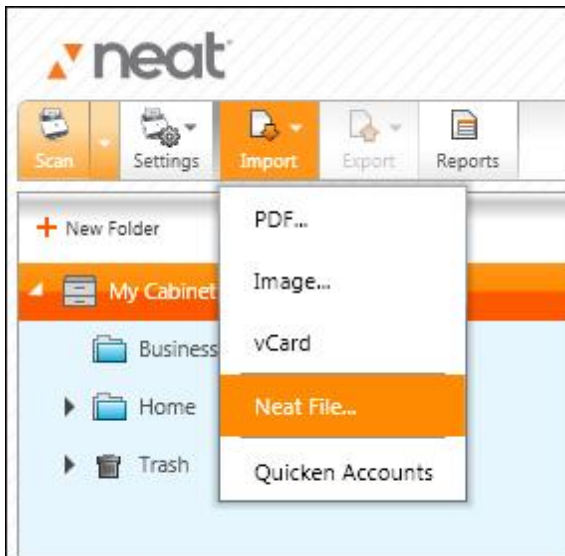 neat
Scan Settings Import Export Reports
+ New Folder
PDF...
My Cabinet
Image...
Business
vCard
Home
Neat File...
Trash
Quicken Accounts